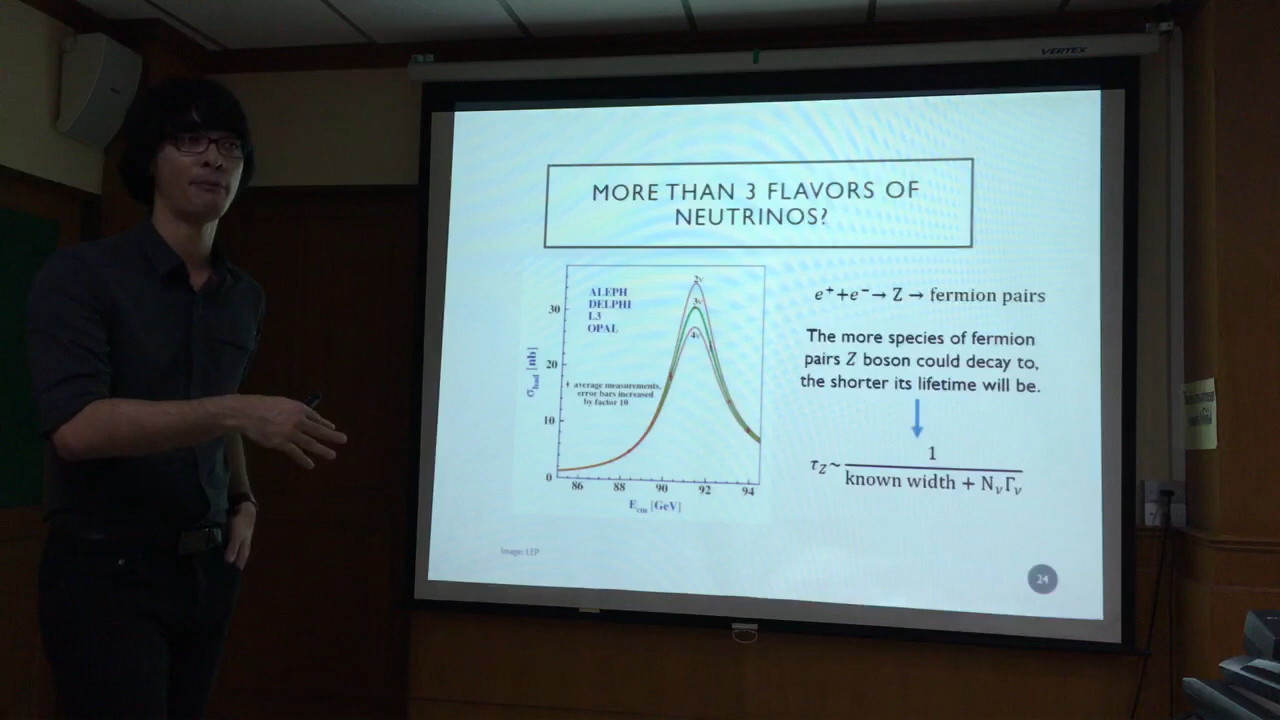 VERTEX
MORE THAN 3 FLAVORS OF
NEUTRINOS?
ALEPH
DELPHI
L3
OPAL
2ν
3ν
4ν
average measurements,
error bars increased
by factor 10
σhad [nb]
30
20
10
0
86 88 90 92 94
Ecm [GeV]
e⁺+e⁻→ Z → fermion pairs
The more species of fermion
pairs Z boson could decay to,
the shorter its lifetime will be.
τZ~ 1
known width + NνΓν
Image: LEP
24